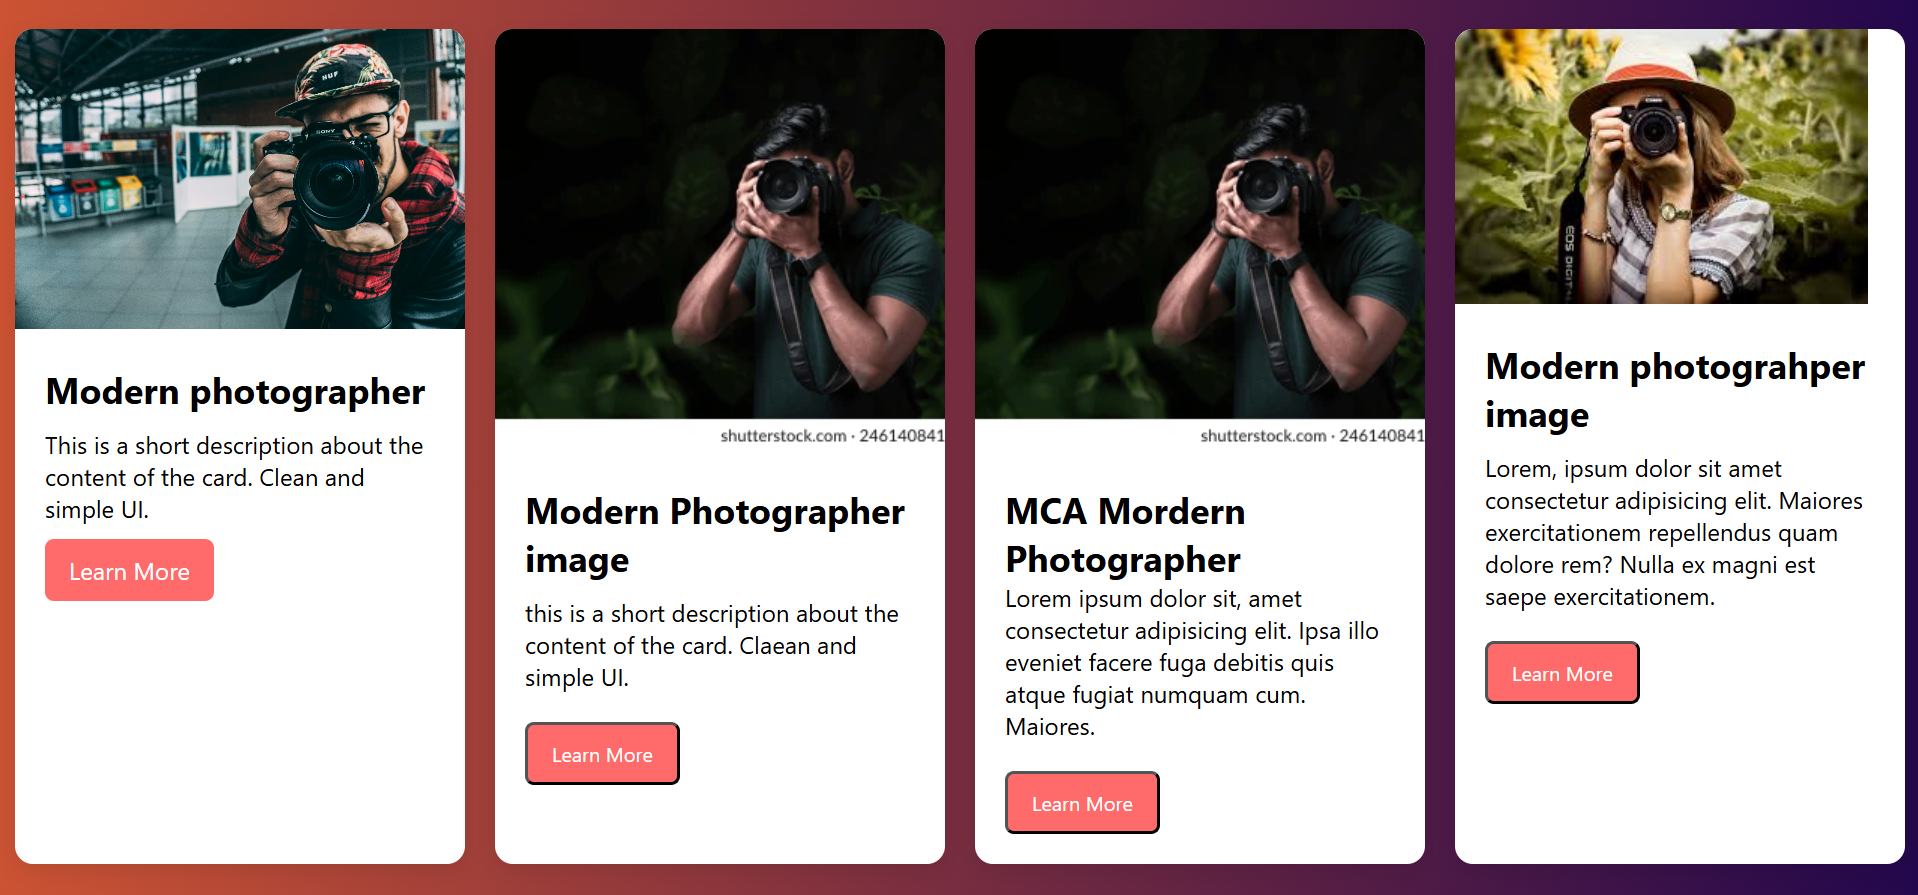 HUF
SONY
Modern photographer
This is a short description about the
content of the card. Clean and
simple UI.
Learn More
shutterstock.com · 246140841
Modern Photographer
image
this is a short description about the
content of the card. Claean and
simple UI.
Learn More
shutterstock.com · 246140841
MCA Mordern
Photographer
Lorem ipsum dolor sit, amet
consectetur adipisicing elit. Ipsa illo
eveniet facere fuga debitis quis
atque fugiat numquam cum.
Maiores.
Learn More
Canon
EOS DIGIT
Modern photograhper
image
Lorem, ipsum dolor sit amet
consectetur adipisicing elit. Maiores
exercitationem repellendus quam
dolore rem? Nulla ex magni est
saepe exercitationem.
Learn More